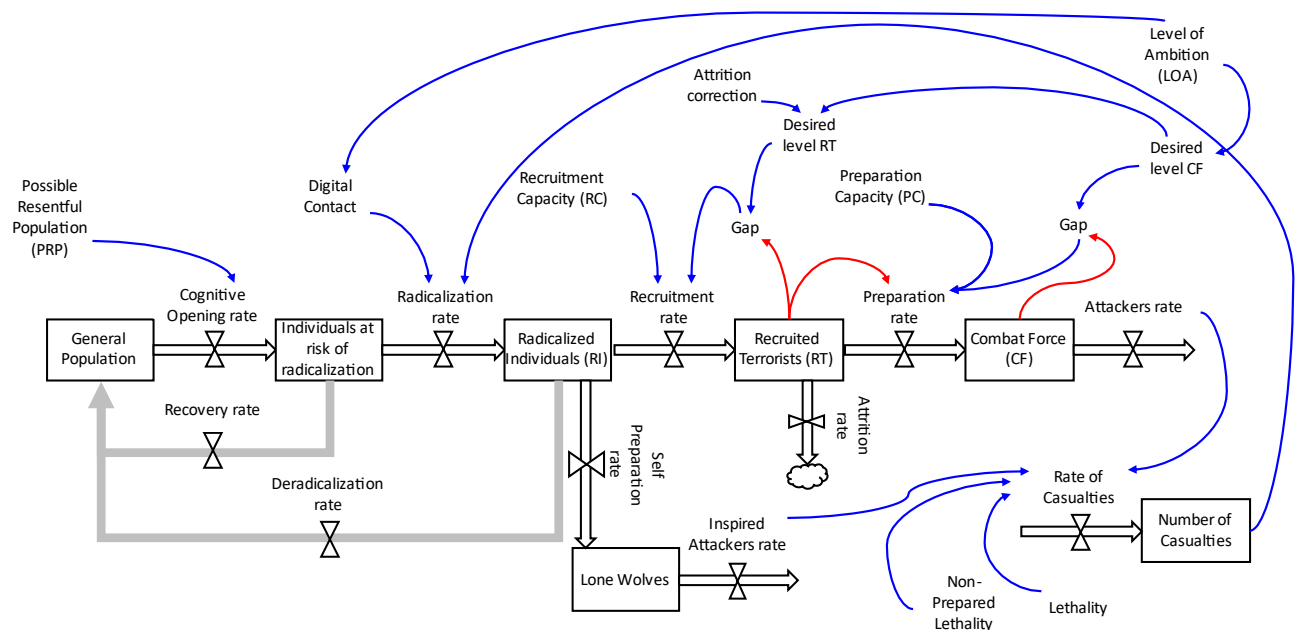 Level of
Ambition
(LOA)
Attrition
correction
Desired
level RT
Desired
level CF
Possible
Resentful
Population
(PRP)
Digital
Contact
Recruitment
Capacity (RC)
Preparation
Capacity (PC)
Gap
Gap
Cognitive
Opening rate
Radicalization
rate
Recruitment
rate
Preparation
rate
Attackers rate
General
Population
Individuals at
risk of
radicalization
Radicalized
Individuals (RI)
Recruited
Terrorists (RT)
Combat Force
(CF)
Recovery rate
Attrition
rate
Self
Preparation
rate
Deradicalization
rate
Rate of
Casualties
Number of
Casualties
Inspired
Attackers rate
Lone Wolves
Non-
Prepared
Lethality
Lethality